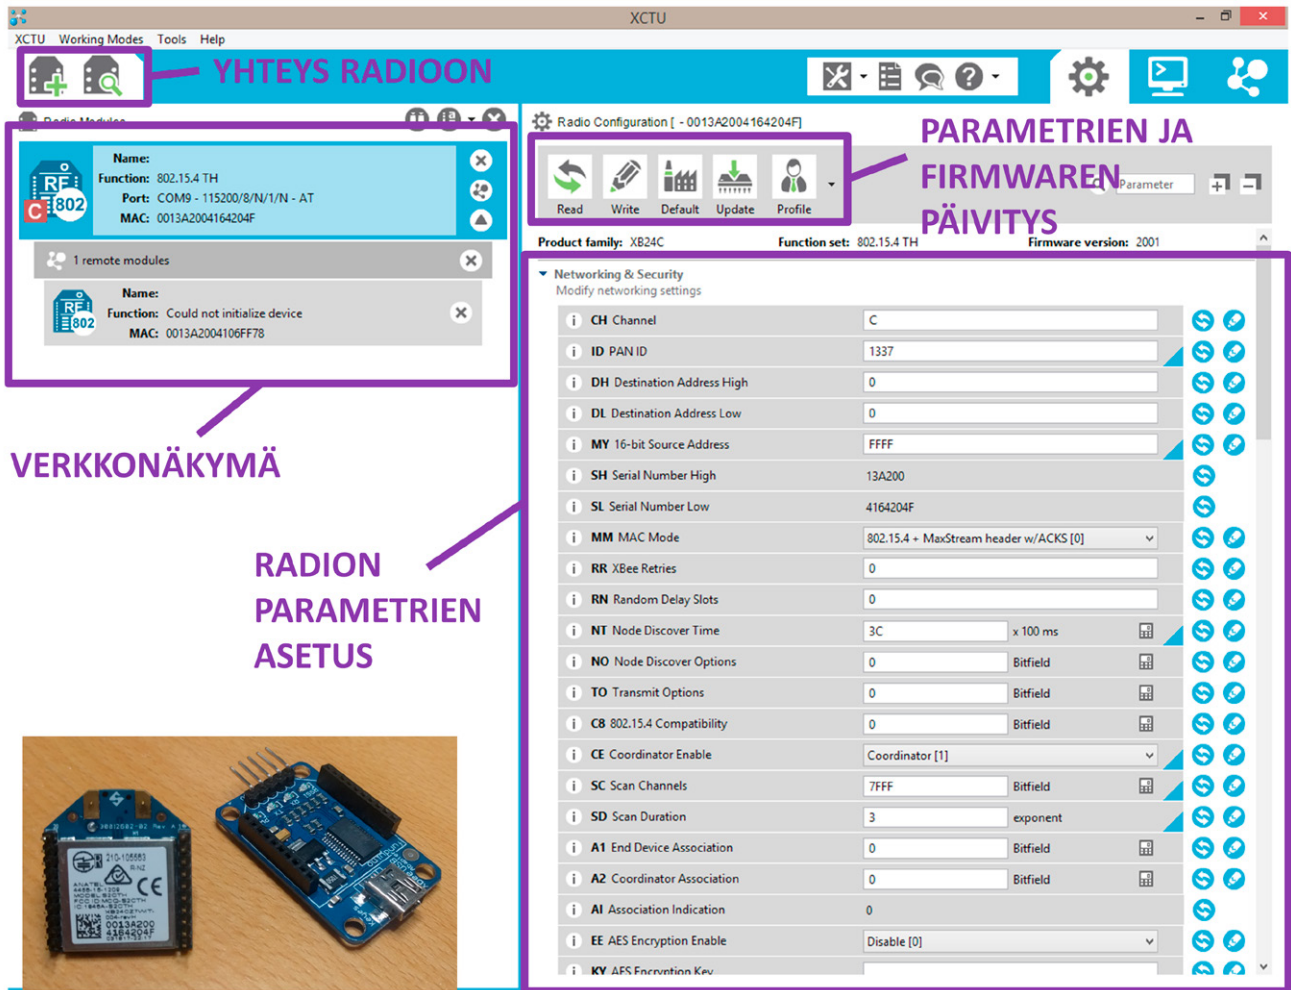 XCTU
XCTU Working Modes Tools Help
YHTEYS RADIOON
Radio Modules
Name:
Function: 802.15.4 TH
Port: COM9 - 115200/8/N/1/N - AT
MAC: 0013A2004164204F
RF
802
C
1 remote modules
Name:
Function: Could not initialize device
MAC: 0013A2004106FF78
RF
802
VERKKONÄKYMÄ
RADION
PARAMETRIEN
ASETUS
Radio Configuration [ - 0013A2004164204F]
PARAMETRIEN JA
FIRMWAREN
PÄIVITYS
Read Write Default Update Profile
Parameter
Product family: XB24C Function set: 802.15.4 TH Firmware version: 2001
Networking & Security
Modify networking settings
i CH Channel C
i ID PAN ID 1337
i DH Destination Address High 0
i DL Destination Address Low 0
i MY 16-bit Source Address FFFF
i SH Serial Number High 13A200
i SL Serial Number Low 4164204F
i MM MAC Mode 802.15.4 + MaxStream header w/ACKS [0]
i RR XBee Retries 0
i RN Random Delay Slots 0
i NT Node Discover Time 3C x 100 ms
i NO Node Discover Options 0 Bitfield
i TO Transmit Options 0 Bitfield
i C8 802.15.4 Compatibility 0 Bitfield
i CE Coordinator Enable Coordinator [1]
i SC Scan Channels 7FFF Bitfield
i SD Scan Duration 3 exponent
i A1 End Device Association 0 Bitfield
i A2 Coordinator Association 0 Bitfield
i AI Association Indication 0
i EE AES Encryption Enable Disable [0]
i KY AES Encryption Key
210-105563
ANATEL
0013A200
4164204F